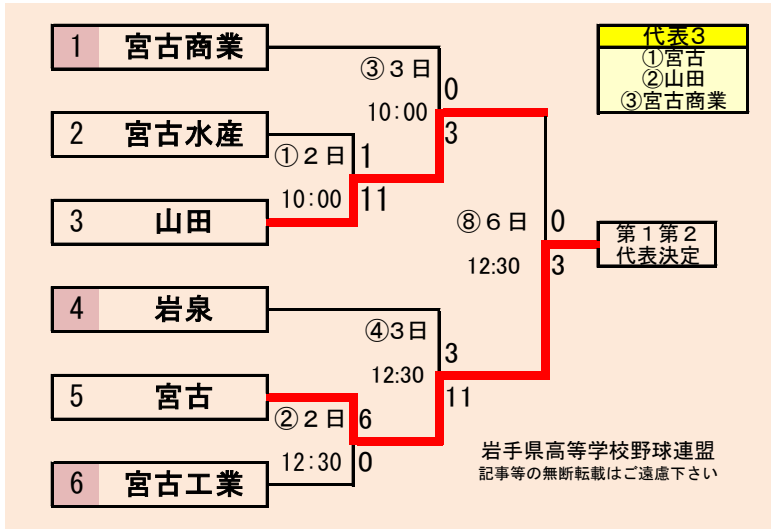 1 宮古商業
2 宮古水産
3 山田
4 岩泉
5 宮古
6 宮古工業
①2日
10:00
1
11
②2日
12:30
6
0
③3日
10:00
0
3
④3日
12:30
3
11
⑧6日
12:30
0
3
第1第2
代表決定
代表3
①宮古
②山田
③宮古商業
岩手県高等学校野球連盟
記事等の無断転載はご遠慮下さい